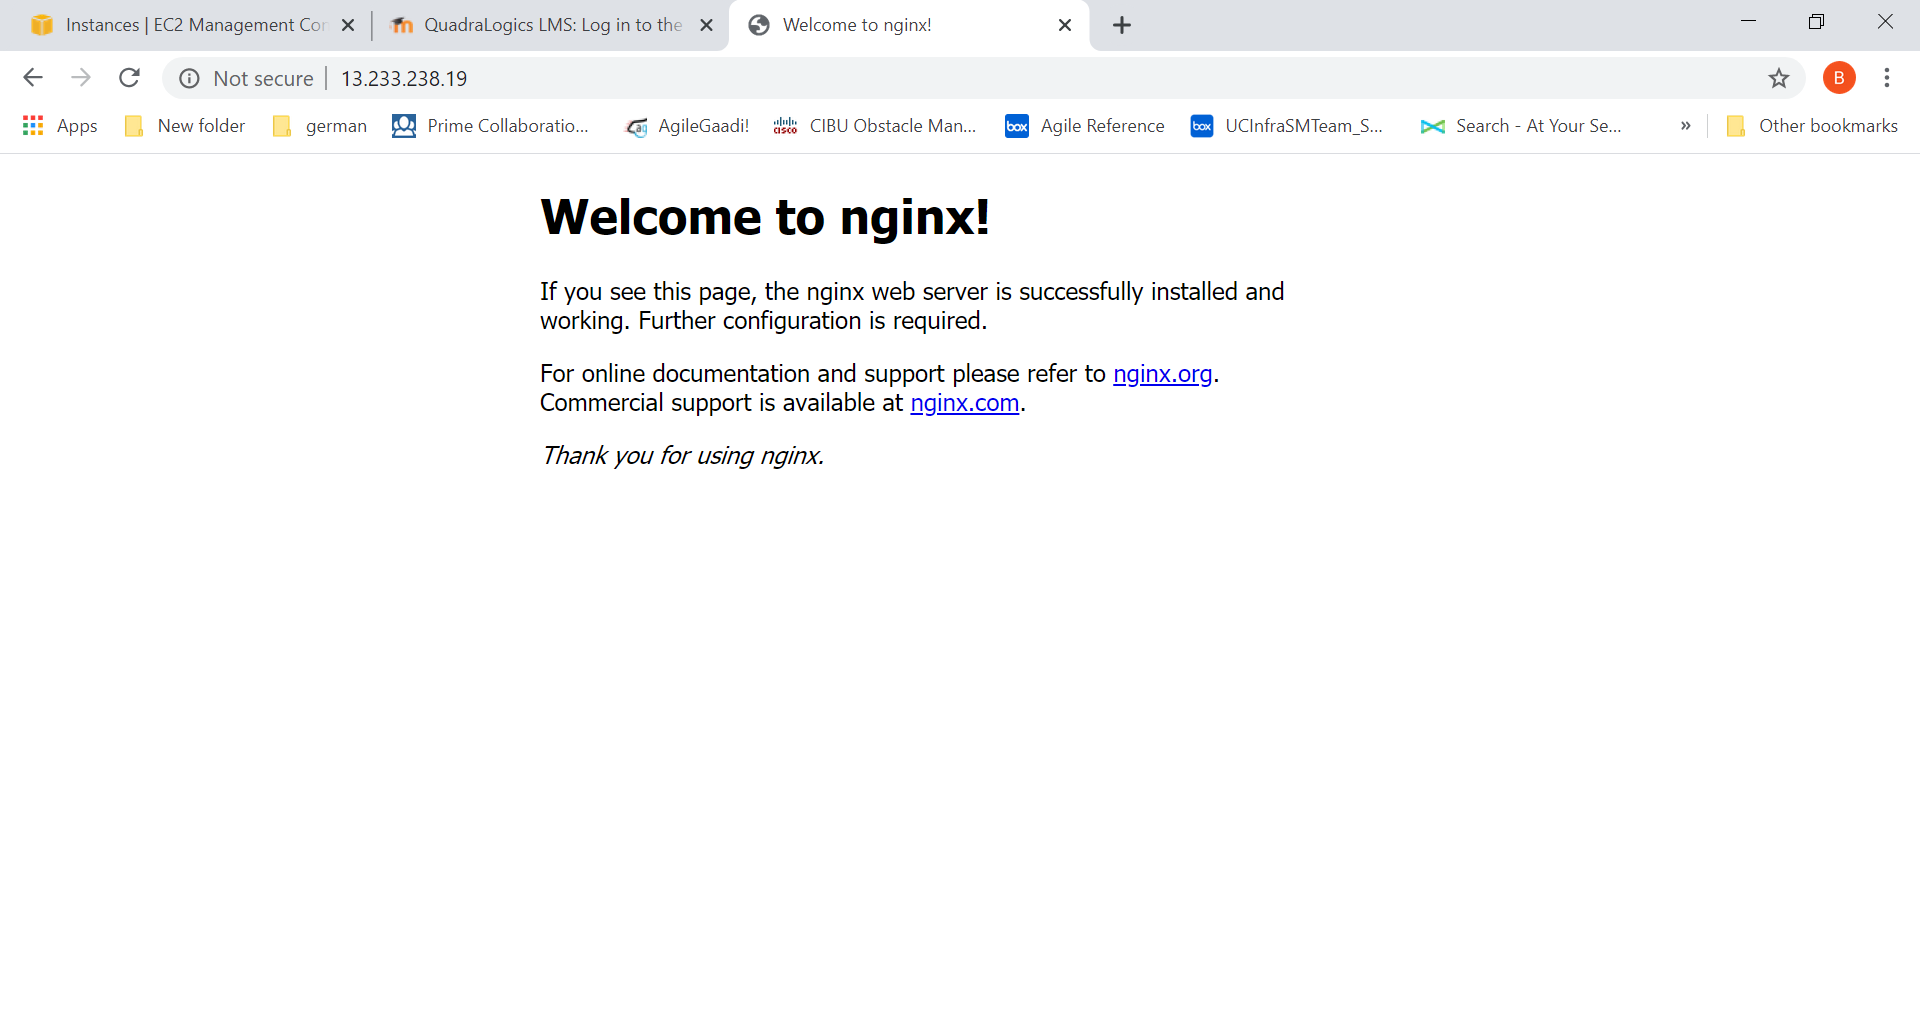 Instances | EC2 Management Con
QuadraLogics LMS: Log in to the
Welcome to nginx!
Not secure
13.233.238.19
B
Apps
New folder
german
Prime Collaboratio...
AgileGaadi!
CISCO
CIBU Obstacle Man...
box
Agile Reference
box
UCInfraSMTeam_S...
Search - At Your Se...
»
Other bookmarks
Welcome to nginx!
If you see this page, the nginx web server is successfully installed and
working. Further configuration is required.
For online documentation and support please refer to nginx.org.
Commercial support is available at nginx.com.
Thank you for using nginx.